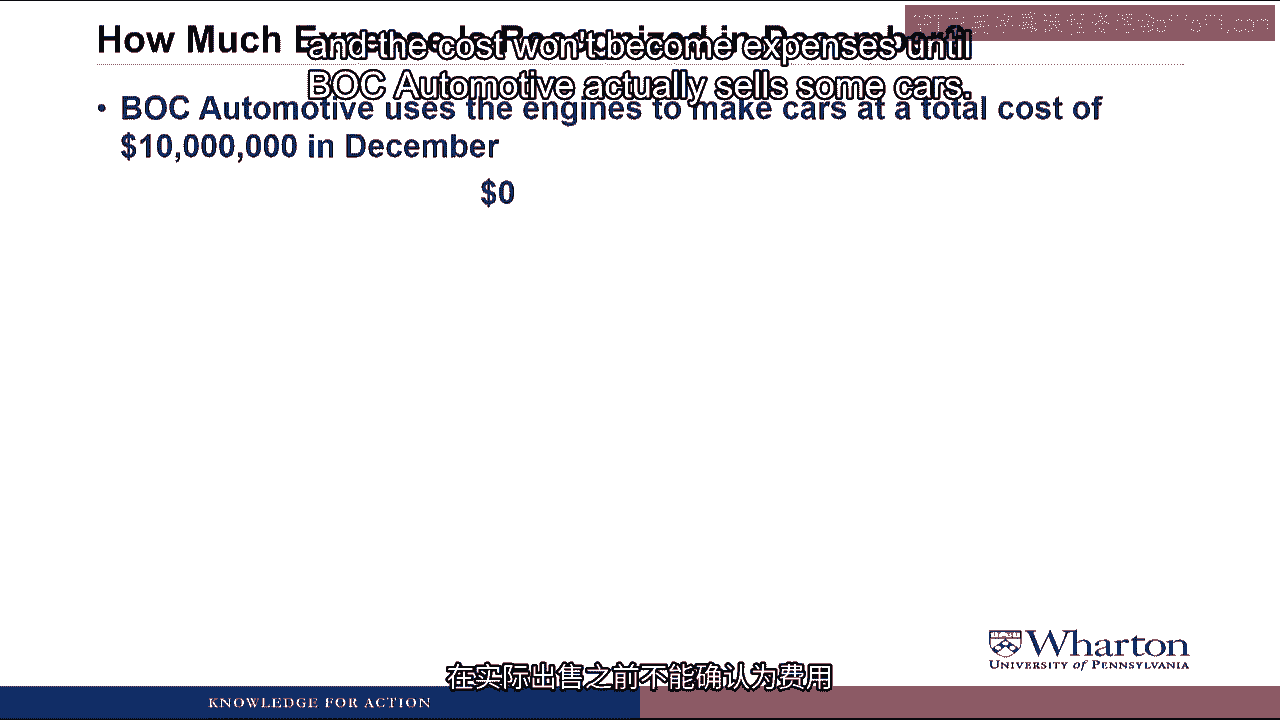 How Much Expense Is Recognized in December?
and the cost won't become expenses until
BOC Automotive actually sells some cars.
• BOC Automotive uses the engines to make cars at a total cost of
$10,000,000 in December
$0
Wharton
UNIVERSITY of PENNSYLVANIA
在实际出售之前不能确认为费用
KNOWLEDGE FOR ACTION